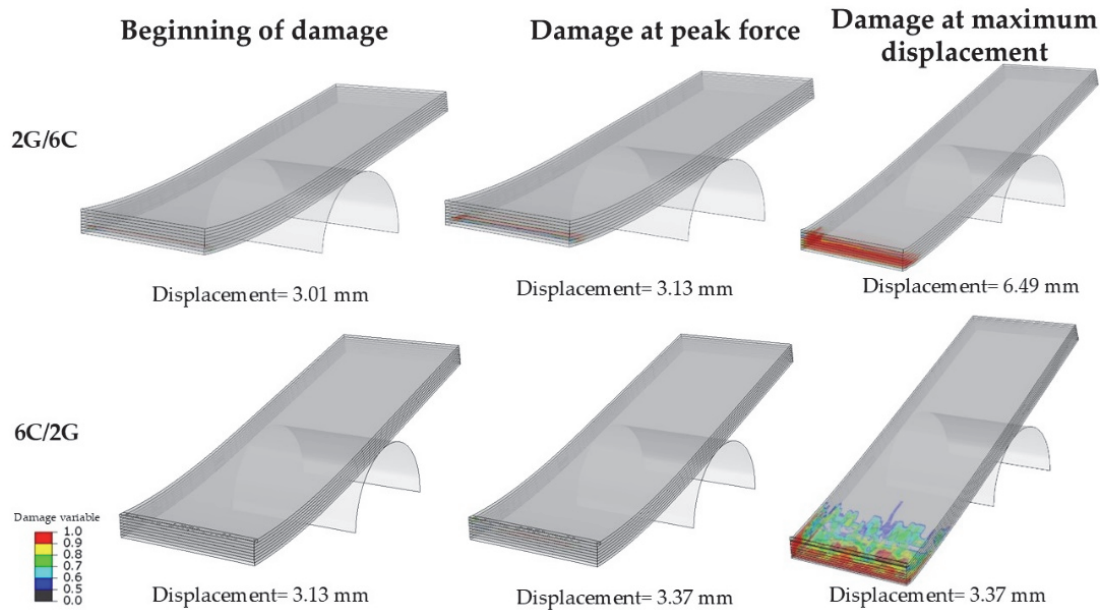 Beginning of damage
Damage at peak force
Damage at maximum
displacement
2G/6C
Displacement= 3.01 mm
Displacement= 3.13 mm
Displacement= 6.49 mm
6C/2G
Damage variable
1.0
0.9
0.8
0.7
0.6
0.5
0.0
Displacement= 3.13 mm
Displacement= 3.37 mm
Displacement= 3.37 mm